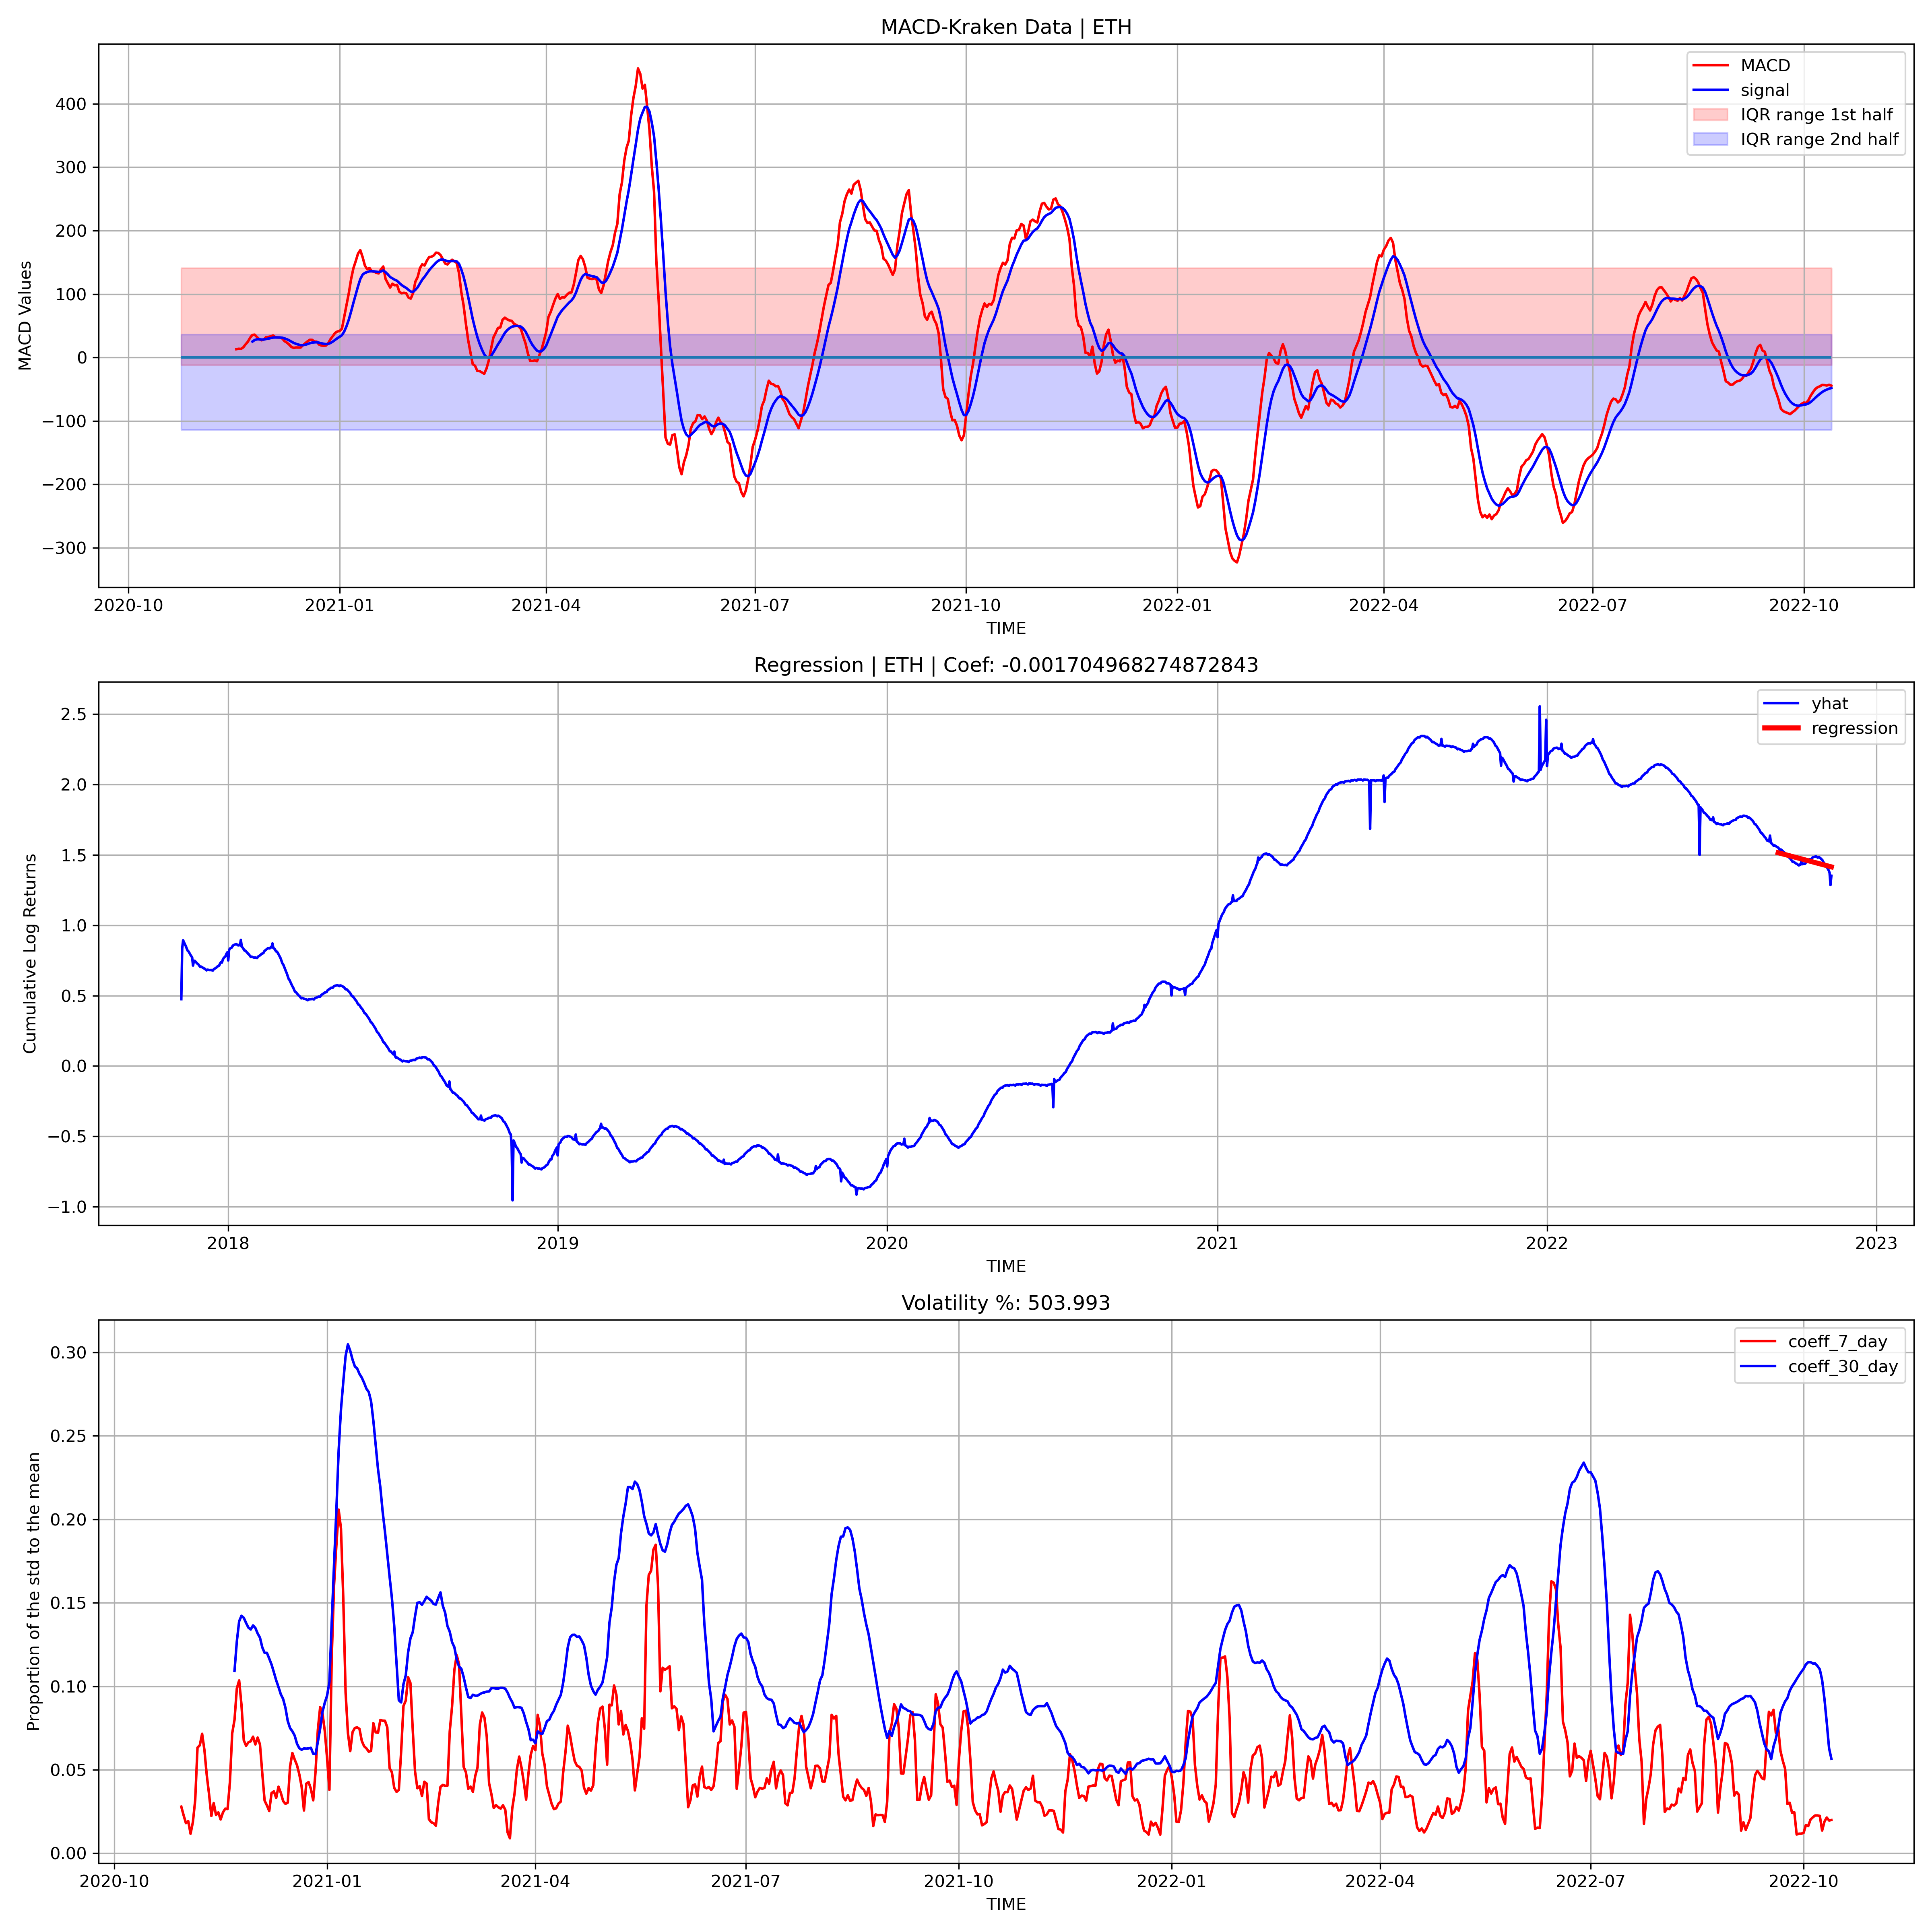 MACD-Kraken Data | ETH
MACD
signal
IQR range 1st half
IQR range 2nd half
MACD Values
400
300
200
100
0
−100
−200
−300
2020-10
2021-01
2021-04
2021-07
2021-10
2022-01
2022-04
2022-07
2022-10
TIME
Regression | ETH | Coef: -0.001704968274872843
yhat
regression
Cumulative Log Returns
2.5
2.0
1.5
1.0
0.5
0.0
−0.5
−1.0
2018
2019
2020
2021
2022
2023
TIME
Volatility %: 503.993
coeff_7_day
coeff_30_day
Proportion of the std to the mean
0.30
0.25
0.20
0.15
0.10
0.05
0.00
2020-10
2021-01
2021-04
2021-07
2021-10
2022-01
2022-04
2022-07
2022-10
TIME